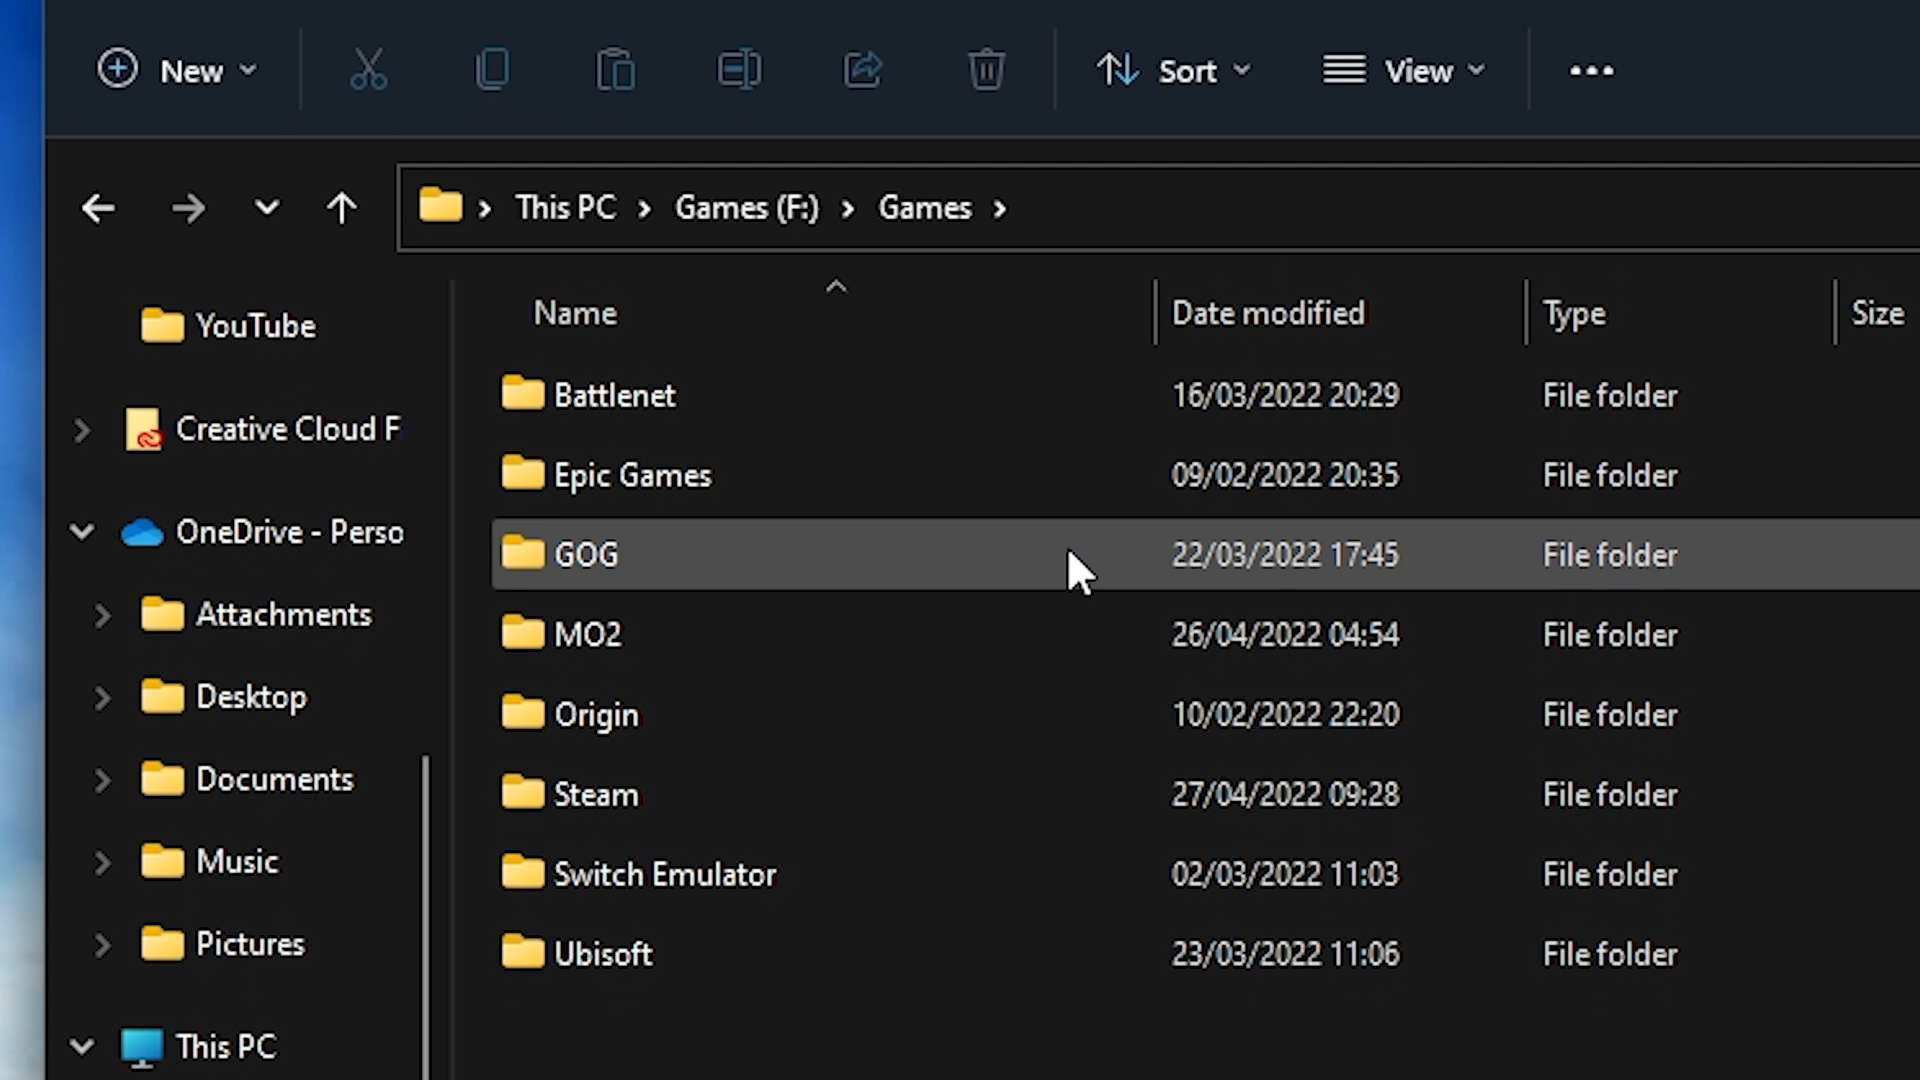 New Sort View
This PC Games (F:) Games
Name Date modified Type Size
YouTube
Creative Cloud F
OneDrive - Perso
Attachments
Desktop
Documents
Music
Pictures
This PC
Battlenet 16/03/2022 20:29 File folder
Epic Games 09/02/2022 20:35 File folder
GOG 22/03/2022 17:45 File folder
MO2 26/04/2022 04:54 File folder
Origin 10/02/2022 22:20 File folder
Steam 27/04/2022 09:28 File folder
Switch Emulator 02/03/2022 11:03 File folder
Ubisoft 23/03/2022 11:06 File folder